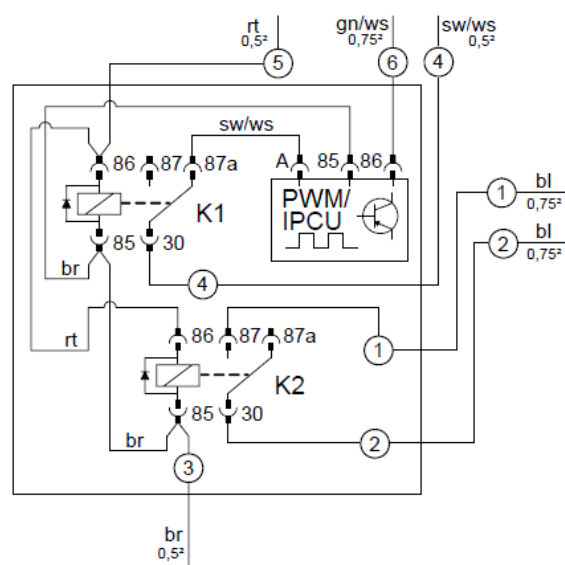 rt
0,5²
gn/ws
0,75²
sw/ws
0,5²
5
6
4
sw/ws
86 87 87a
A 85 86
PWM/
IPCU
K1
1
bl
0,75²
2
bl
0,75²
85 30
br
4
rt
86 87 87a
1
K2
85 30
br
2
3
br
0,5²